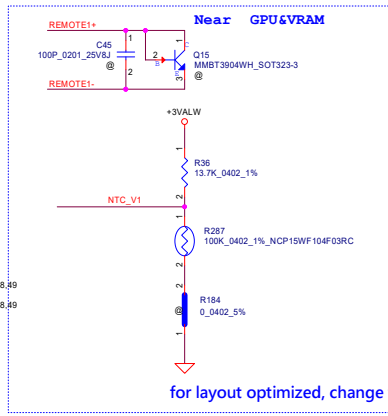 Near GPU&VRAM
REMOTE1+
1
C45
100P_0201_25V8J
@
2
1
C
2
B
E
3
Q15
MMBT3904WH_SOT323-3
@
REMOTE1-
+3VALW
1
R36
13.7K_0402_1%
2
NTC_V1
1
R287
100K_0402_1%_NCP15WF104F03RC
2
8,49
2
R184
@
0_0402_5%
8,49
1
for layout optimized, change